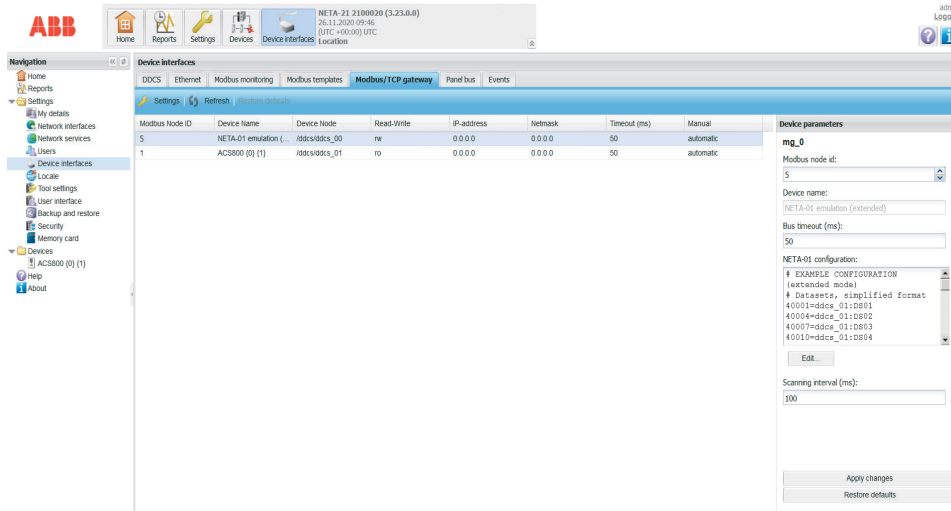 ABB
Home
Reports
Settings
Devices
Device interfaces
NETA-21 2100020 (3.23.0.0)
26.11.2020 09:46
(UTC +00:00) UTC
Location
Navigation
Home
Reports
Settings
My details
Network interfaces
Network services
Users
Device interfaces
Locale
Tool settings
User interface
Backup and restore
Security
Memory card
Devices
ACS800 {0} {1}
Help
About
Device interfaces
DDCS Ethernet Modbus monitoring Modbus templates Modbus/TCP gateway Panel bus Events
Settings Refresh Restore defaults
Modbus Node ID Device Name Device Node Read-Write IP-address Netmask Timeout (ms) Manual
5 NETA-01 emulation (... /ddcs/ddcs_00 rw 0.0.0.0 0.0.0.0 50 automatic
1 ACS800 {0} {1} /ddcs/ddcs_01 ro 0.0.0.0 0.0.0.0 50 automatic
Device parameters
mg_0
Modbus node id:
5
Device name:
NETA-01 emulation (extended)
Bus timeout (ms):
50
NETA-01 configuration:
# EXAMPLE CONFIGURATION
(extended mode)
# Datasets, simplified format
40001=ddcs_01:DS01
40004=ddcs_01:DS02
40007=ddcs_01:DS03
40010=ddcs_01:DS04
Edit...
Scanning interval (ms):
100
Apply changes
Restore defaults